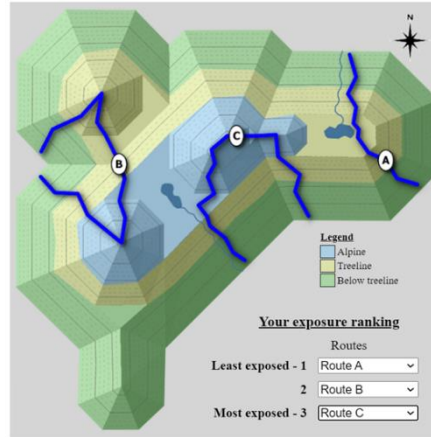 N
A
B
C
Legend
Alpine
Treeline
Below treeline
Your exposure ranking
Routes
Least exposed - 1 Route A
2 Route B
Most exposed - 3 Route C